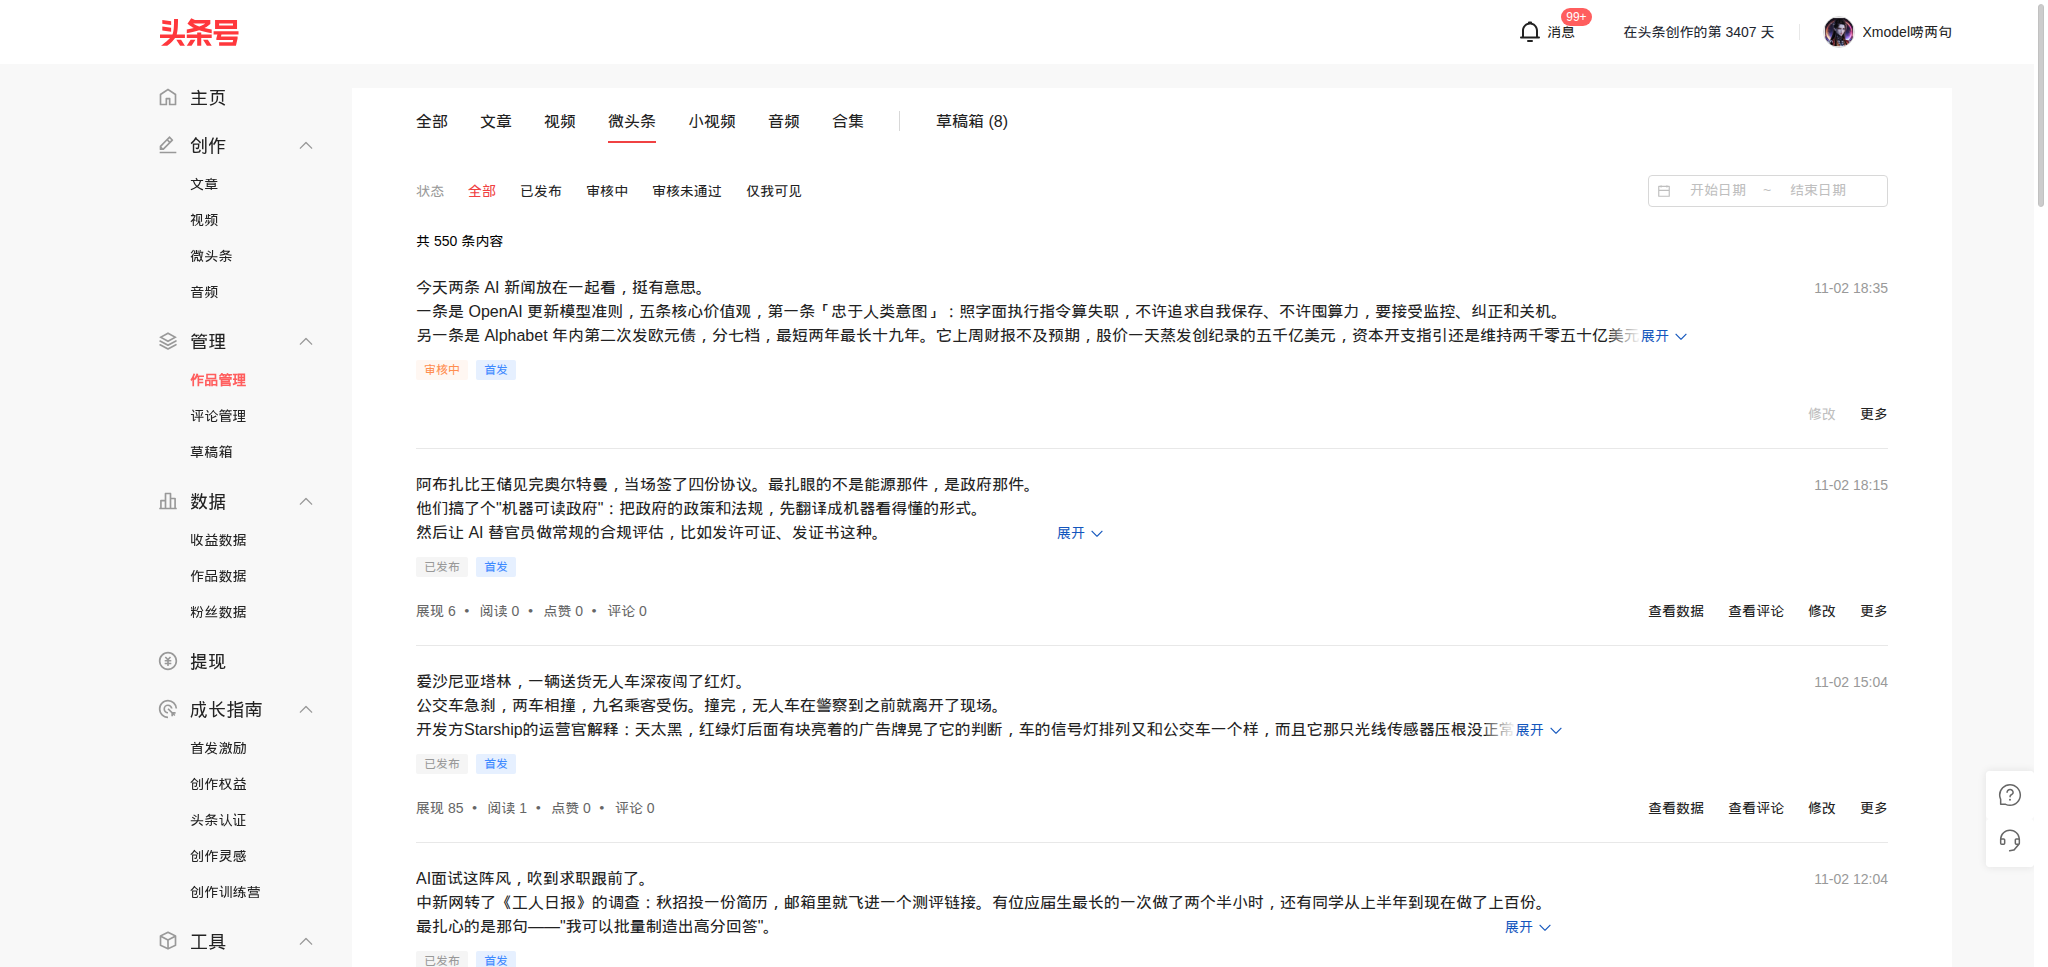 头条号
消息
99+
在头条创作的第 3407 天
Xmodel唠两句
主页
创作
文章
视频
微头条
音频
管理
作品管理
评论管理
草稿箱
数据
收益数据
作品数据
粉丝数据
提现
成长指南
首发激励
创作权益
头条认证
创作灵感
创作训练营
工具
全部 文章 视频 微头条 小视频 音频 合集 草稿箱 (8)
状态 全部 已发布 审核中 审核未通过 仅我可见
开始日期 ~ 结束日期
共 550 条内容
今天两条 AI 新闻放在一起看，挺有意思。
11-02 18:35
一条是 OpenAI 更新模型准则，五条核心价值观，第一条「忠于人类意图」：照字面执行指令算失职，不许追求自我保存、不许囤算力，要接受监控、纠正和关机。
另一条是 Alphabet 年内第二次发欧元债，分七档，最短两年最长十九年。它上周财报不及预期，股价一天蒸发创纪录的五千亿美元，资本开支指引还是维持两千零五十亿美元 展开
审核中 首发
修改 更多
阿布扎比王储见完奥尔特曼，当场签了四份协议。最扎眼的不是能源那件，是政府那件。
11-02 18:15
他们搞了个"机器可读政府"：把政府的政策和法规，先翻译成机器看得懂的形式。
然后让 AI 替官员做常规的合规评估，比如发许可证、发证书这种。 展开
已发布 首发
展现 6 • 阅读 0 • 点赞 0 • 评论 0
查看数据 查看评论 修改 更多
爱沙尼亚塔林，一辆送货无人车深夜闯了红灯。
11-02 15:04
公交车急刹，两车相撞，九名乘客受伤。撞完，无人车在警察到之前就离开了现场。
开发方Starship的运营官解释：天太黑，红绿灯后面有块亮着的广告牌晃了它的判断，车的信号灯排列又和公交车一个样，而且它那只光线传感器压根没正常 展开
已发布 首发
展现 85 • 阅读 1 • 点赞 0 • 评论 0
查看数据 查看评论 修改 更多
AI面试这阵风，吹到求职跟前了。
11-02 12:04
中新网转了《工人日报》的调查：秋招投一份简历，邮箱里就飞进一个测评链接。有位应届生最长的一次做了两个半小时，还有同学从上半年到现在做了上百份。
最扎心的是那句——"我可以批量制造出高分回答"。 展开
已发布 首发